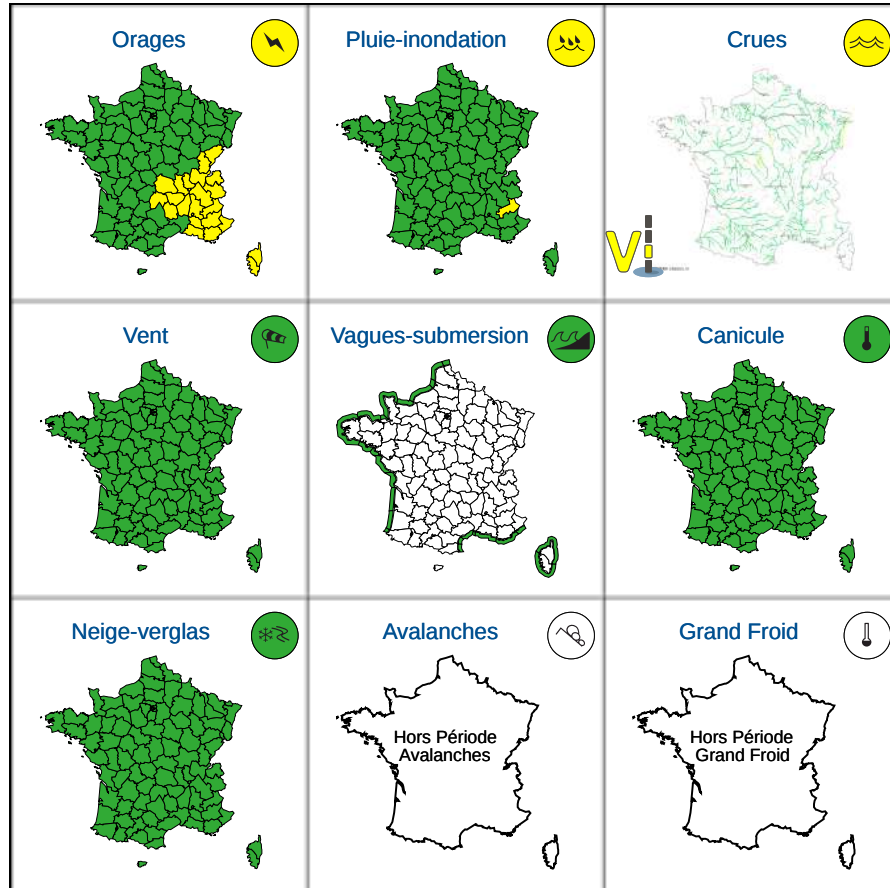 Orages
Pluie-inondation
Crues
Vi
Vent
Vagues-submersion
Canicule
Neige-verglas
Avalanches
Grand Froid
Hors Période
Avalanches
Hors Période
Grand Froid